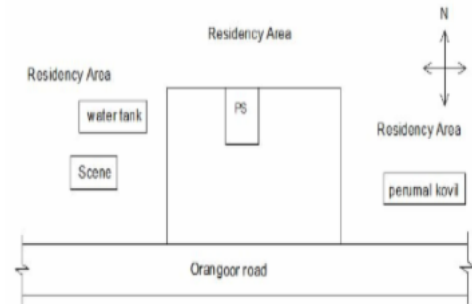 N
Residency Area
Residency Area
PS
water tank
Residency Area
Scene
perumal kovil
Orangoor road